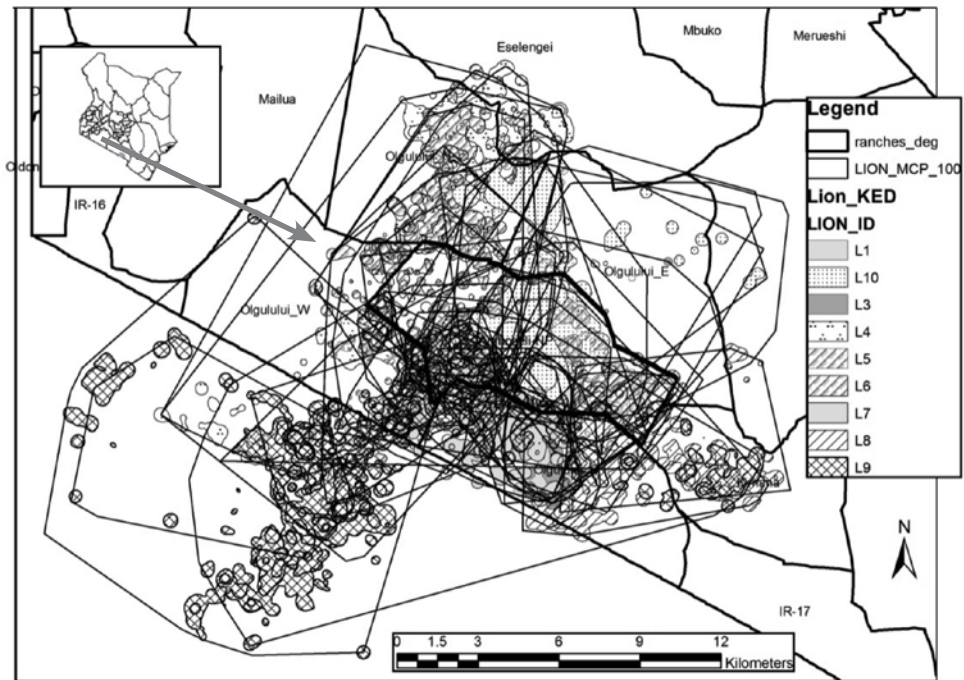 Mbuko
Merueshi
Eselengei
Mailua
IR-16
Olgulului_W
Olgulului_E
IR-17
Legend
ranches_deg
LION_MCP_100
Lion_KED
LION_ID
L1
L10
L3
L4
L5
L6
L7
L8
L9
N
0 1.5 3 6 9 12
Kilometers